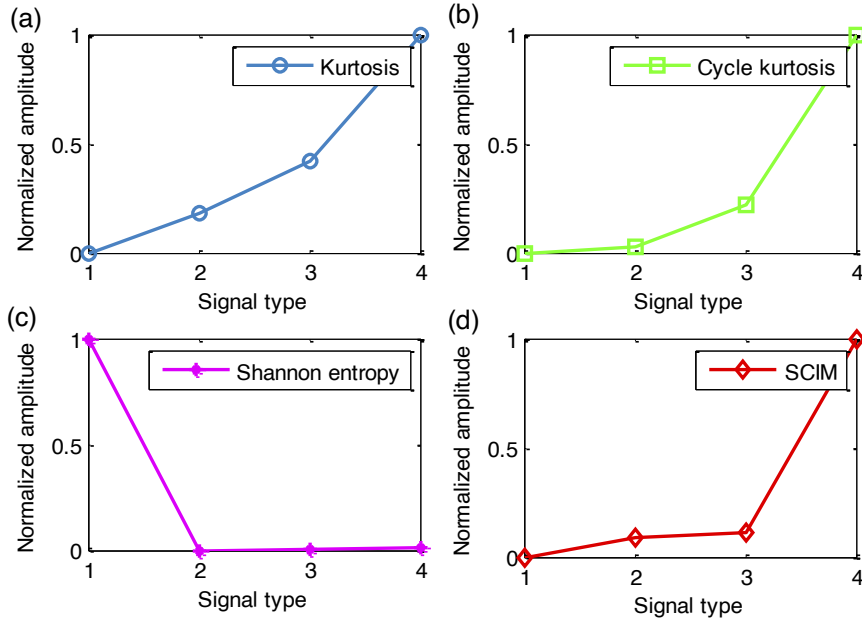 (a)
Normalized amplitude
1
0.5
0
Kurtosis
1 2 3 4
Signal type
(b)
Normalized amplitude
1
0.5
0
Cycle kurtosis
1 2 3 4
Signal type
(c)
Normalized amplitude
1
0.5
0
Shannon entropy
1 2 3 4
Signal type
(d)
Normalized amplitude
1
0.5
0
SCIM
1 2 3 4
Signal type